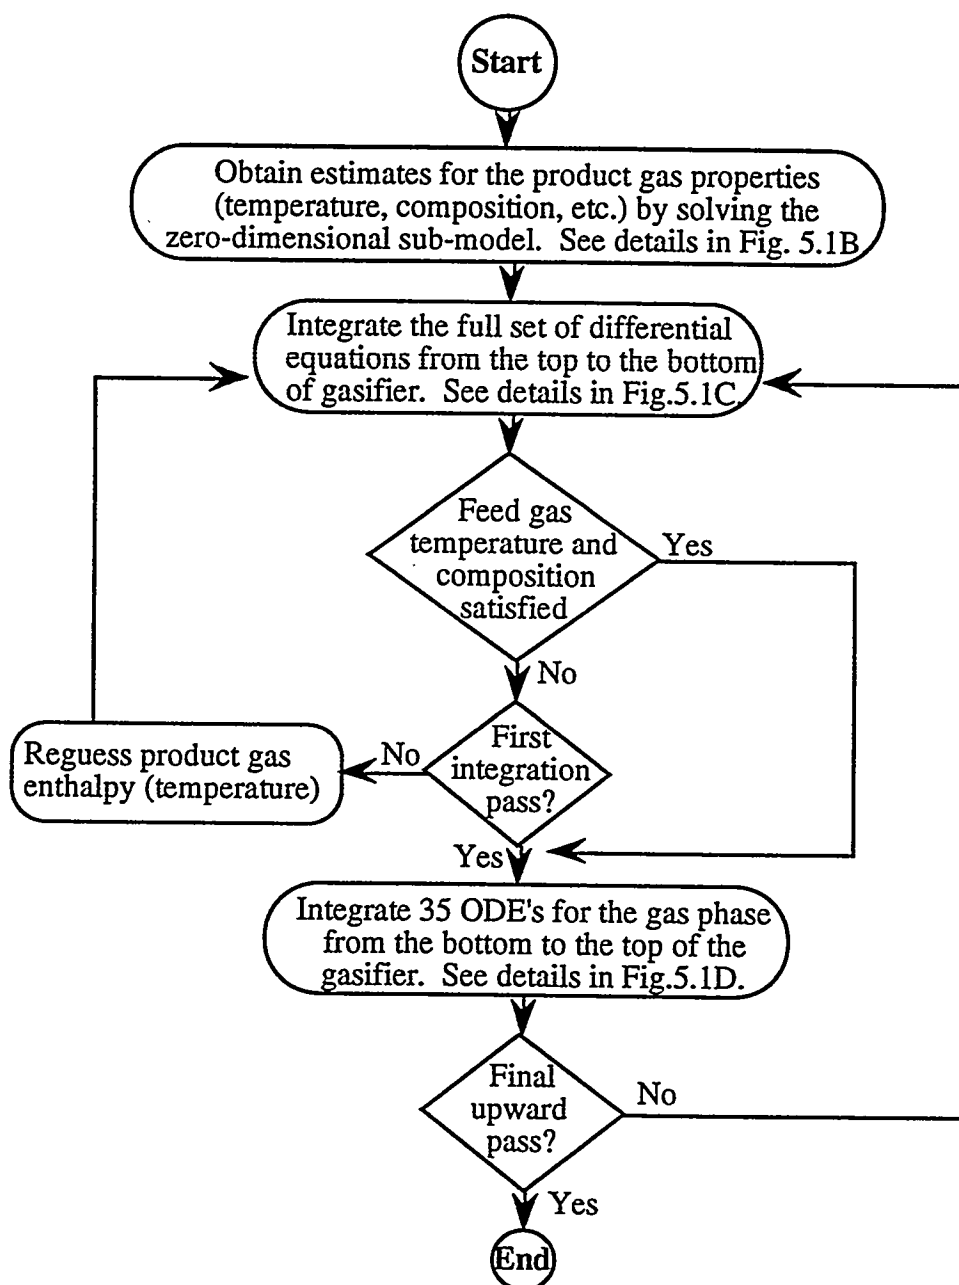 Start
Obtain estimates for the product gas properties
(temperature, composition, etc.) by solving the
zero-dimensional sub-model. See details in Fig. 5.1B
Integrate the full set of differential
equations from the top to the bottom
of gasifier. See details in Fig.5.1C.
Feed gas
temperature and
composition
satisfied
Yes
No
First
integration
pass?
No
Reguess product gas
enthalpy (temperature)
Yes
Integrate 35 ODE's for the gas phase
from the bottom to the top of the
gasifier. See details in Fig.5.1D.
Final
upward
pass?
No
Yes
End